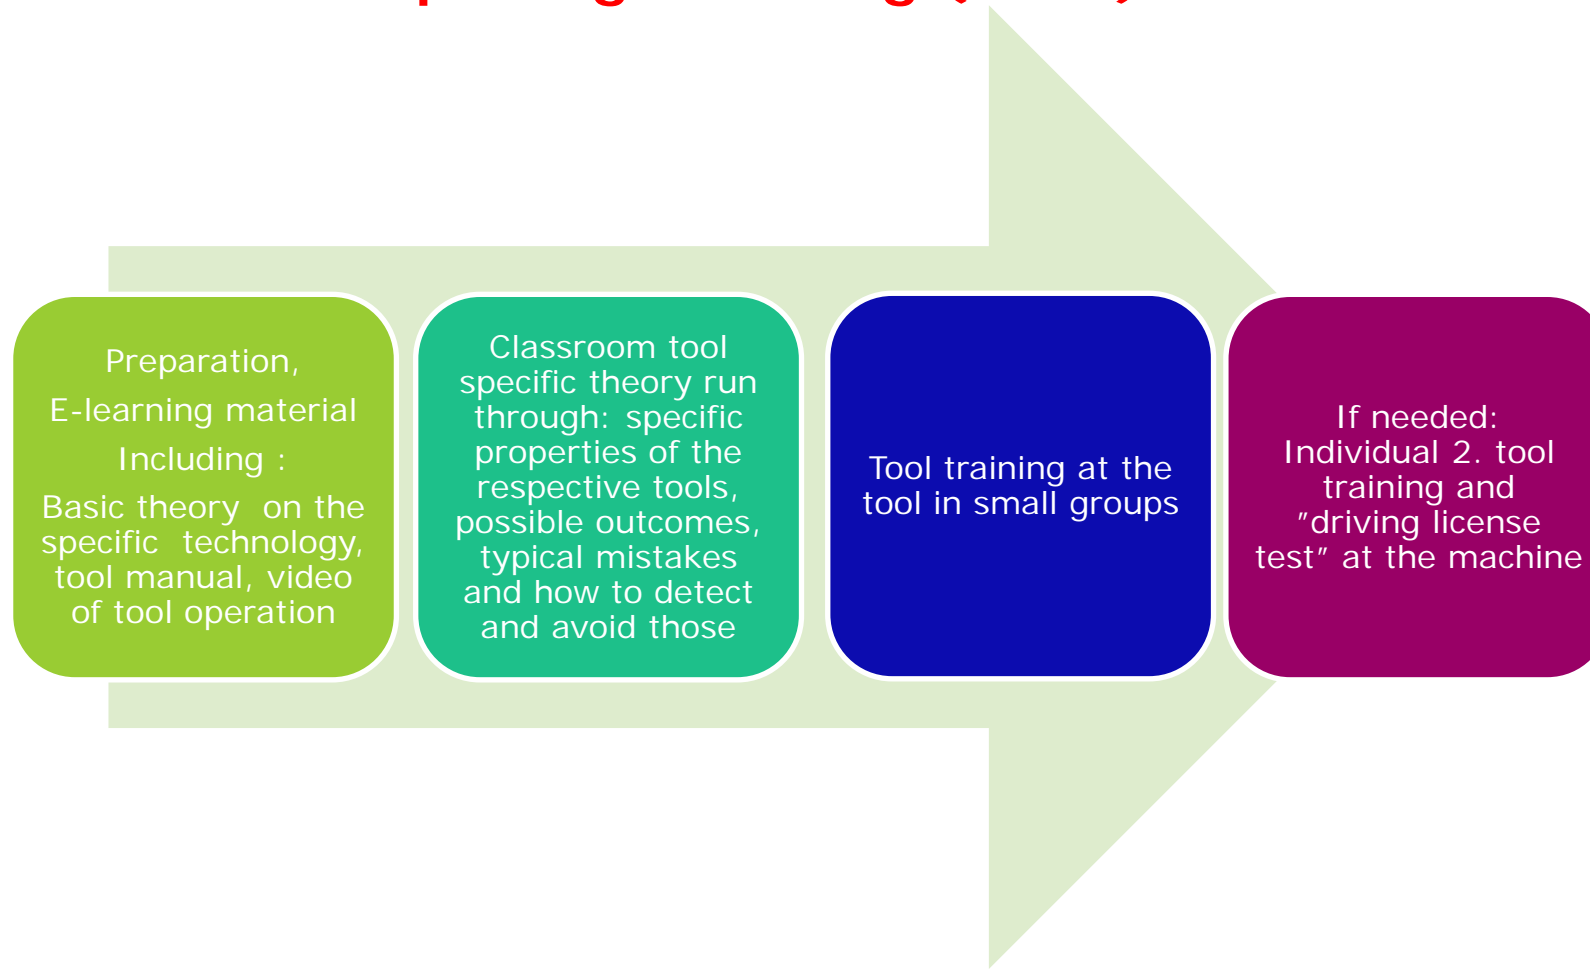 Preparation,
E-learning material
Including :
Basic theory on the
specific technology,
tool manual, video
of tool operation
Classroom tool
specific theory run
through: specific
properties of the
respective tools,
possible outcomes,
typical mistakes
and how to detect
and avoid those
Tool training at the
tool in small groups
If needed:
Individual 2. tool
training and
"driving license
test" at the machine